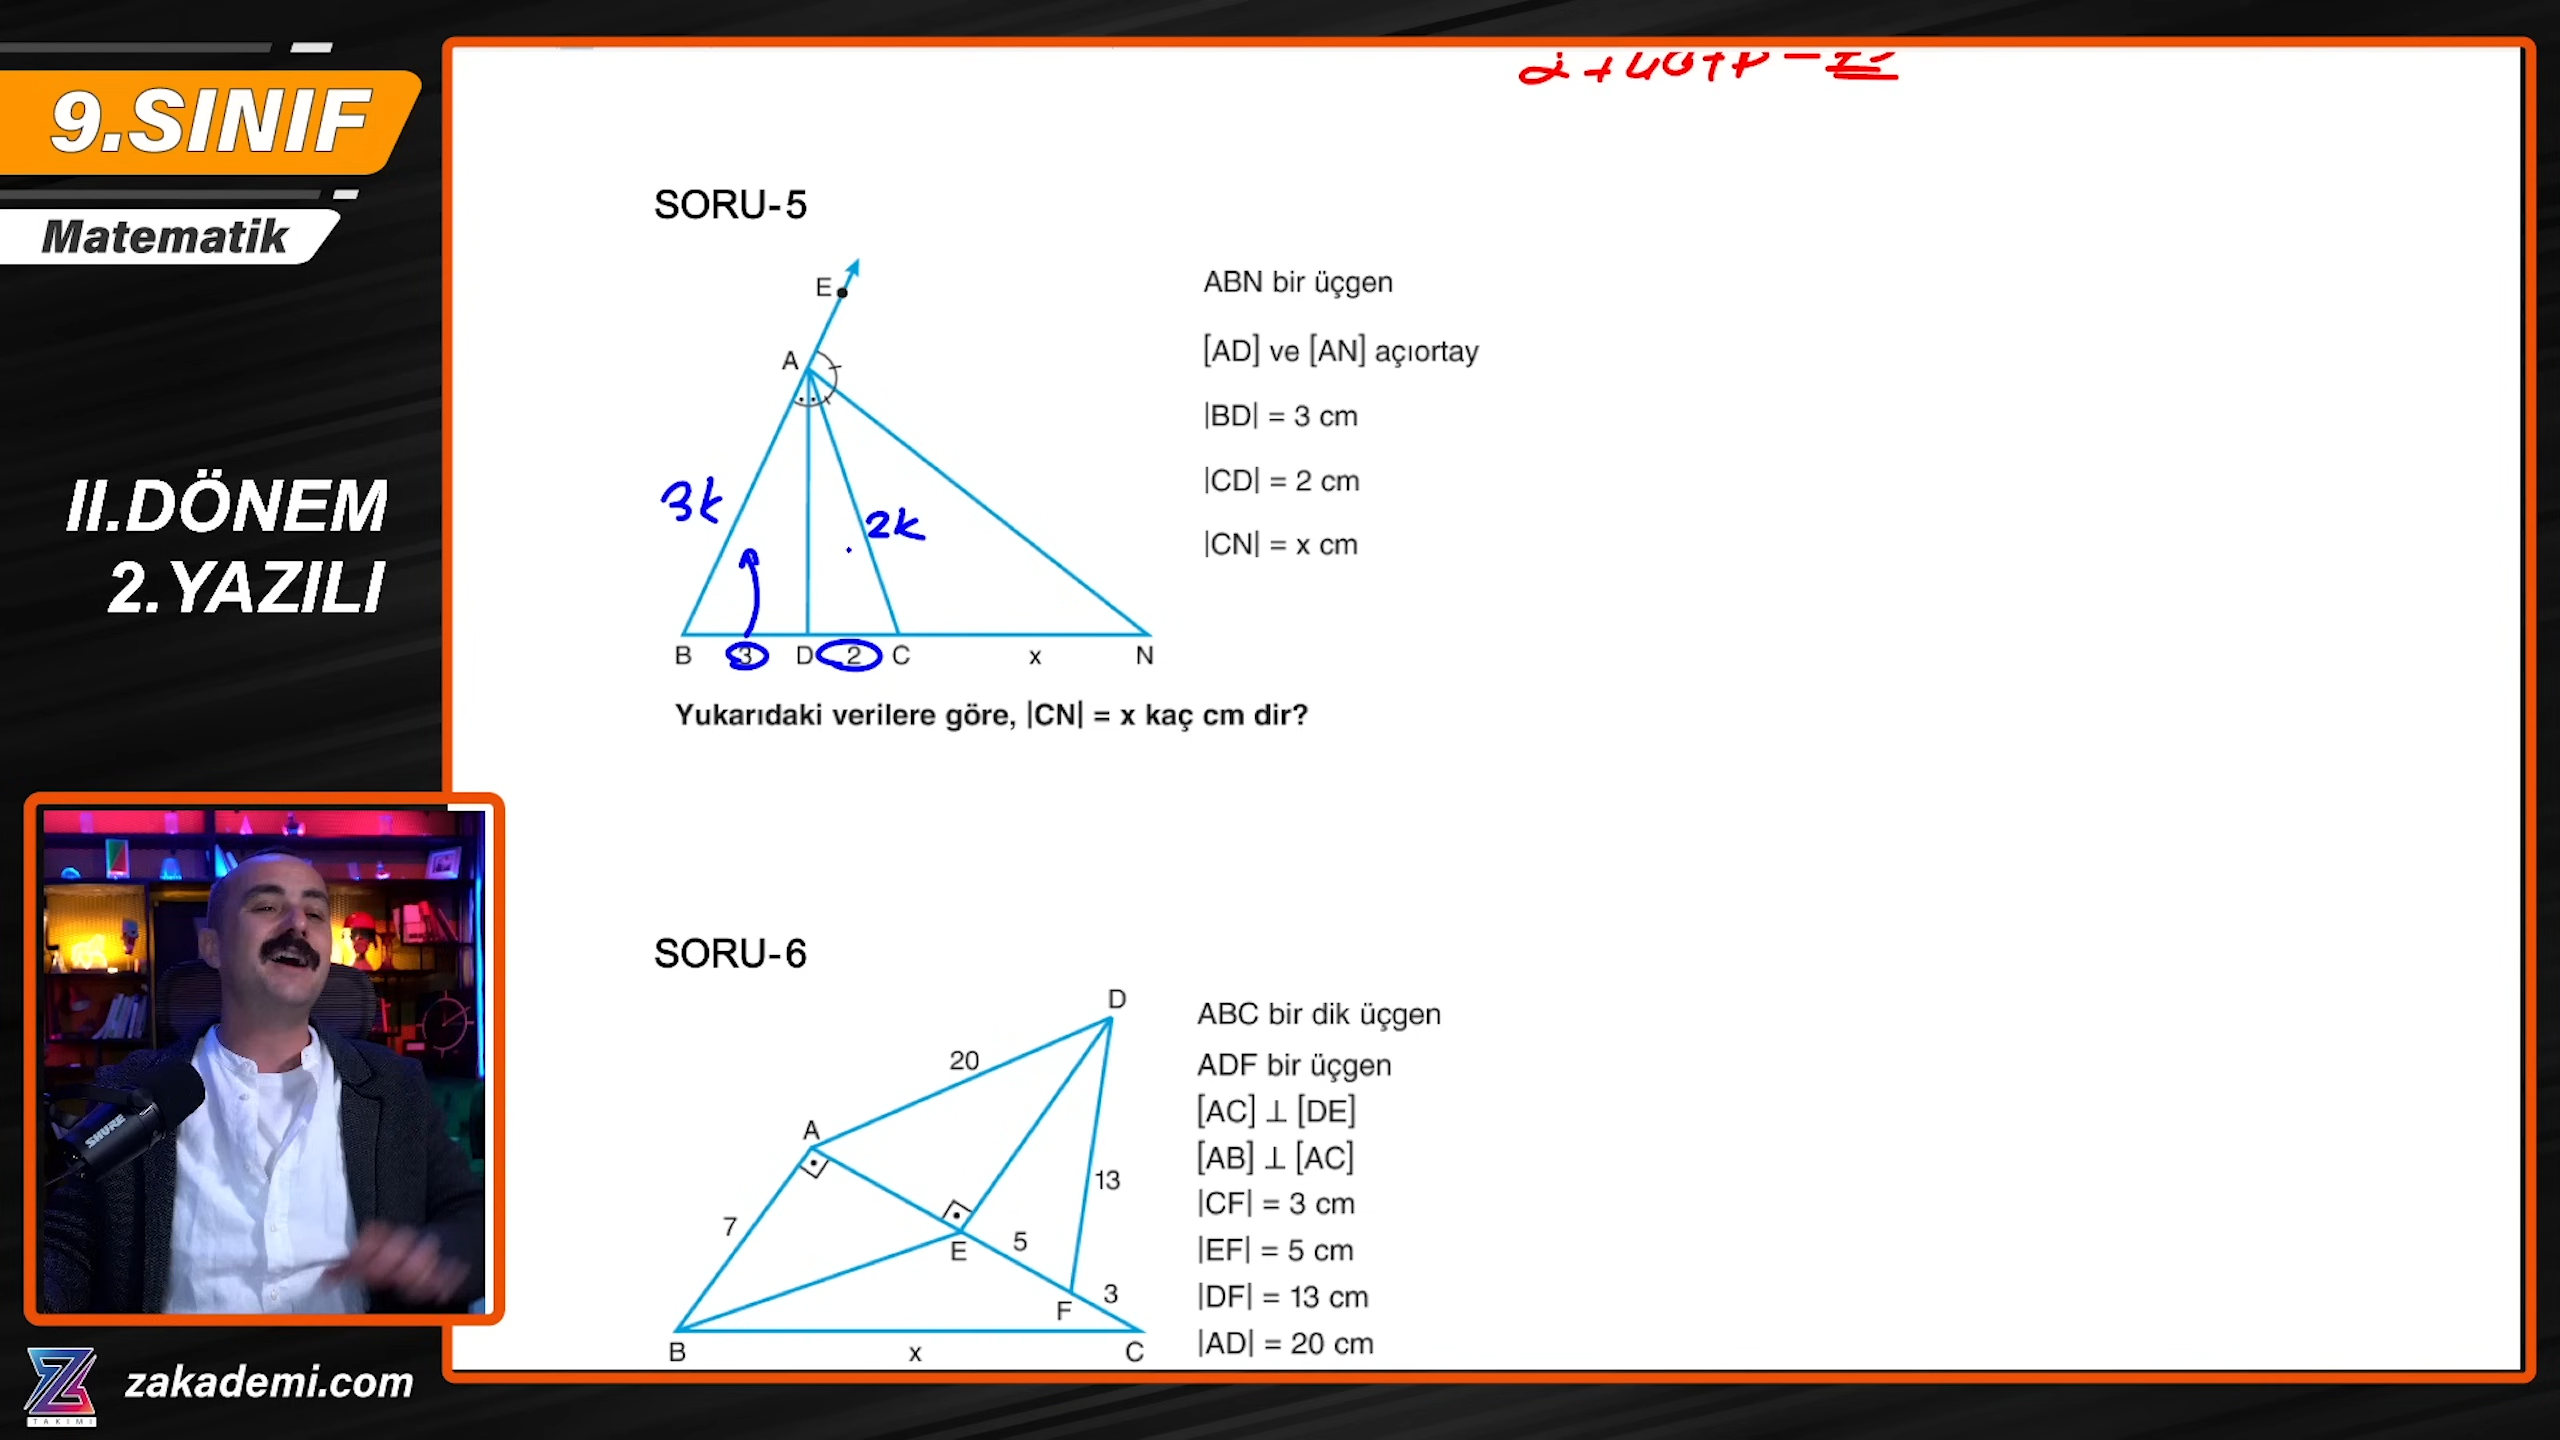 9.SINIF
Matematik
II.DÖNEM
2.YAZILI
SORU-5
E
A
3k
2k
B 3 D 2 C x N
ABN bir üçgen
[AD] ve [AN] açıortay
|BD| = 3 cm
|CD| = 2 cm
|CN| = x cm
Yukarıdaki verilere göre, |CN| = x kaç cm dir?
SORU-6
D
20
A
13
7
E
5
F
3
B x C
ABC bir dik üçgen
ADF bir üçgen
[AC] ⊥ [DE]
[AB] ⊥ [AC]
|CF| = 3 cm
|EF| = 5 cm
|DF| = 13 cm
|AD| = 20 cm
SHURE
TAKIMI
zakademi.com